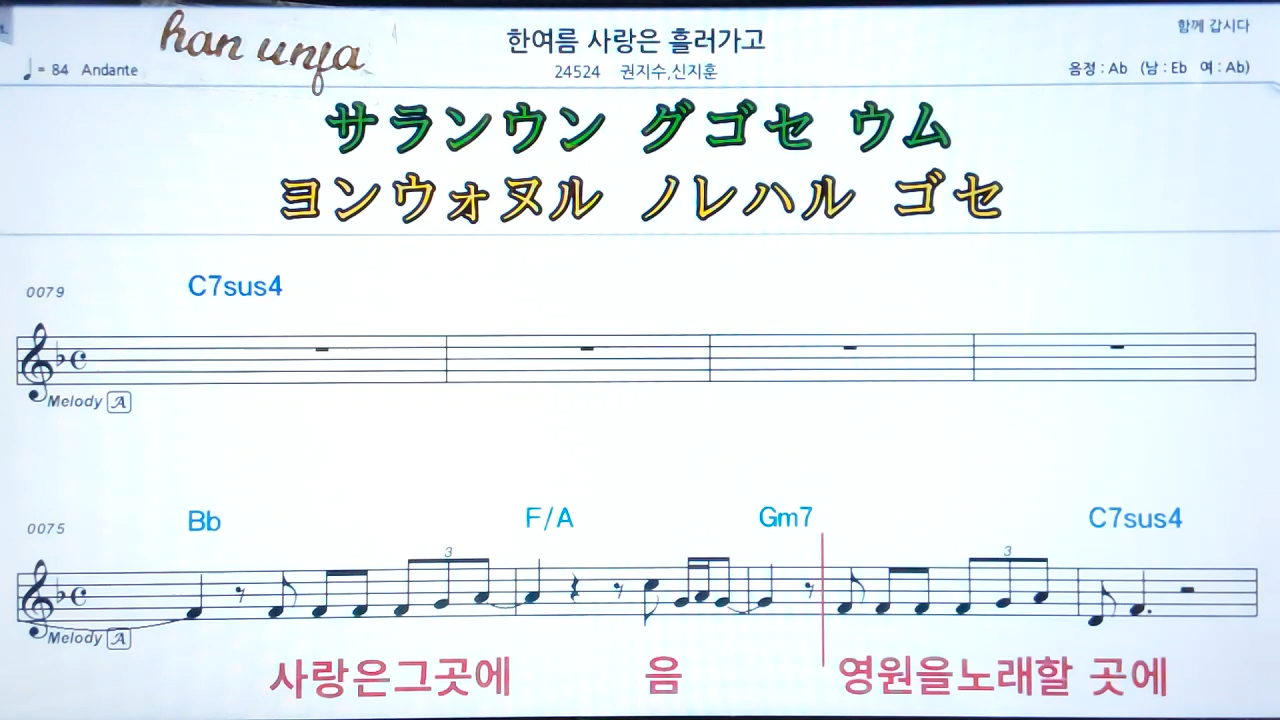 han unfa
한여름 사랑은 흘러가고
함께 갑시다
♩= 84 Andante
24524 권지수,신지훈
음정 : Ab (남 : Eb 여 : Ab)
サランウン グゴセ ウム
ヨンウォヌル ノレハル ゴセ
0079
C7sus4
Melody A
0075
Bb F/A Gm7 C7sus4
3 3
Melody A
사랑은그곳에 음 영원을노래할 곳에